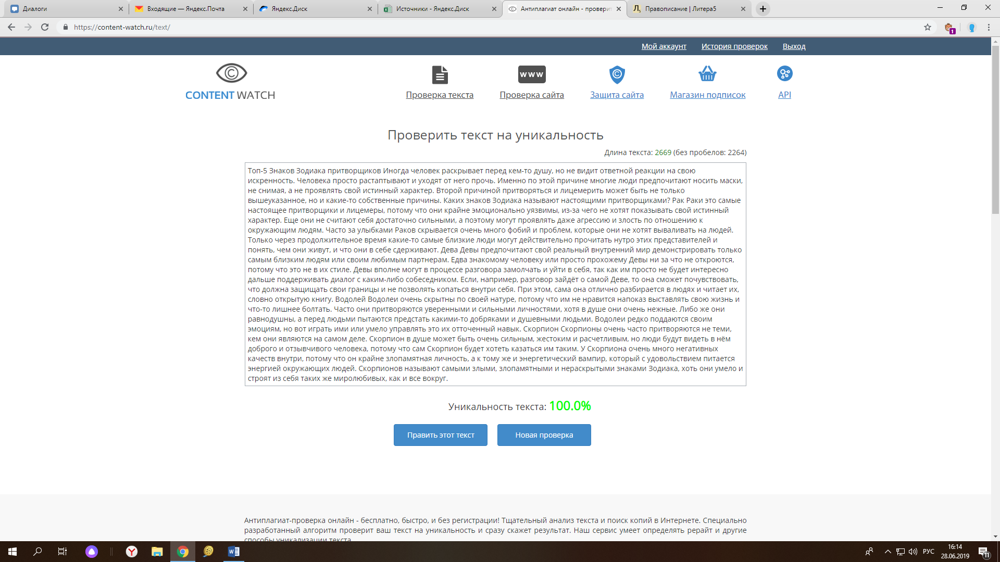 Диалоги
Входящие — Яндекс.Почта
Яндекс.Диск
Источники - Яндекс.Диск
Антиплагиат онлайн - проверит
Правописание | Литера5
https://content-watch.ru/text/
1
Мой аккаунт
История проверок
Выход
CONTENT WATCH
www
Проверка текста
Проверка сайта
Защита сайта
Магазин подписок
API
Проверить текст на уникальность
Длина текста: 2669 (без пробелов: 2264)
Топ-5 Знаков Зодиака притворщиков Иногда человек раскрывает перед кем-то душу, но не видит ответной реакции на свою
искренность. Человека просто растаптывают и уходят от него прочь. Именно по этой причине многие люди предпочитают носить маски,
не снимая, а не проявлять свой истинный характер. Второй причиной притворяться и лицемерить может быть не только
вышеуказанное, но и какие-то собственные причины. Каких знаков Зодиака называют настоящими притворщиками? Рак Раки это самые
настоящее притворщики и лицемеры, потому что они крайне эмоционально уязвимы, из-за чего не хотят показывать свой истинный
характер. Еще они не считают себя достаточно сильными, а поэтому могут проявлять даже агрессию и злость по отношению к
окружающим людям. Часто за улыбками Раков скрывается очень много фобий и проблем, которые они не хотят вываливать на людей.
Только через продолжительное время какие-то самые близкие люди могут действительно прочитать нутро этих представителей и
понять, чем они живут, и что они в себе сдерживают. Дева Девы предпочитают свой реальный внутренний мир демонстрировать только
самым близким людям или своим любимым партнерам. Едва знакомому человеку или просто прохожему Девы ни за что не откроются,
потому что это не в их стиле. Девы вполне могут в процессе разговора замолчать и уйти в себя, так как им просто не будет интересно
дальше поддерживать диалог с каким-либо собеседником. Если, например, разговор зайдёт о самой Деве, то она сможет почувствовать,
что должна защищать свои границы и не позволять копаться внутри себя. При этом, сама она отлично разбирается в людях и читает их,
словно открытую книгу. Водолей Водолеи очень скрытны по своей натуре, потому что им не нравится напоказ выставлять свою жизнь и
что-то лишнее болтать. Часто они притворяются уверенными и сильными личностями, хотя в душе они очень нежные. Либо же они
равнодушны, а перед людьми пытаются предстать какими-то добряками и душевными людьми. Водолеи редко поддаются своим
эмоциям, но вот играть ими или умело управлять это их отточенный навык. Скорпион Скорпионы очень часто притворяются не теми,
кем они являются на самом деле. Скорпион в душе может быть очень сильным, жестоким и расчетливым, но люди будут видеть в нём
доброго и отзывчивого человека, потому что сам Скорпион будет хотеть казаться им таким. У Скорпиона очень много негативных
качеств внутри, потому что он крайне злопамятная личность, а к тому же и энергетический вампир, который с удовольствием питается
энергией окружающих людей. Скорпионов называют самыми злыми, злопамятными и нераскрытыми знаками Зодиака, хоть они умело и
строят из себя таких же миролюбивых, как и все вокруг.
Уникальность текста: 100.0%
Править этот текст
Новая проверка
Антиплагиат-проверка онлайн - бесплатно, быстро, и без регистрации! Тщательный анализ текста и поиск копий в Интернете. Специально
разработанный алгоритм проверит ваш текст на уникальность и сразу скажет результат. Наш сервис умеет определять рерайт и другие
способы уникализации текста.
РУС
16:14
28.06.2019
11